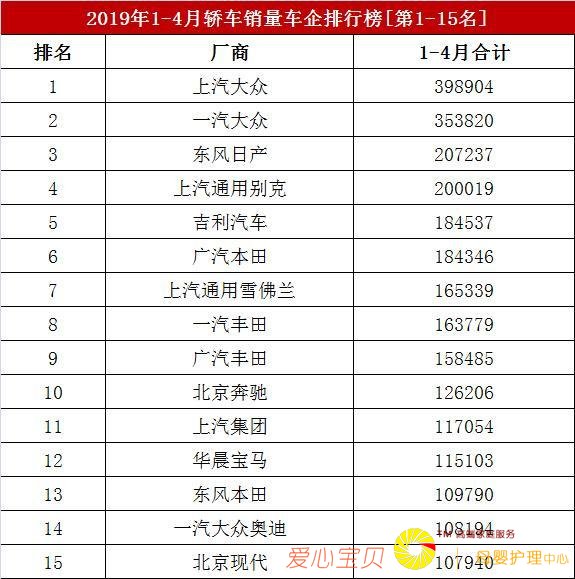 2019年1-4月轿车销量车企排行榜[第1-15名]
排名 厂商 1-4月合计
1 上汽大众 398904
2 一汽大众 353820
3 东风日产 207237
4 上汽通用别克 200019
5 吉利汽车 184537
6 广汽本田 184346
7 上汽通用雪佛兰 165339
8 一汽丰田 163779
9 广汽丰田 158485
10 北京奔驰 126206
11 上汽集团 117054
12 华晨宝马 115103
13 东风本田 109790
14 一汽大众奥迪 108194
15 北京现代 107940
爱心宝贝
TM 高端家庭服务
母婴护理中心